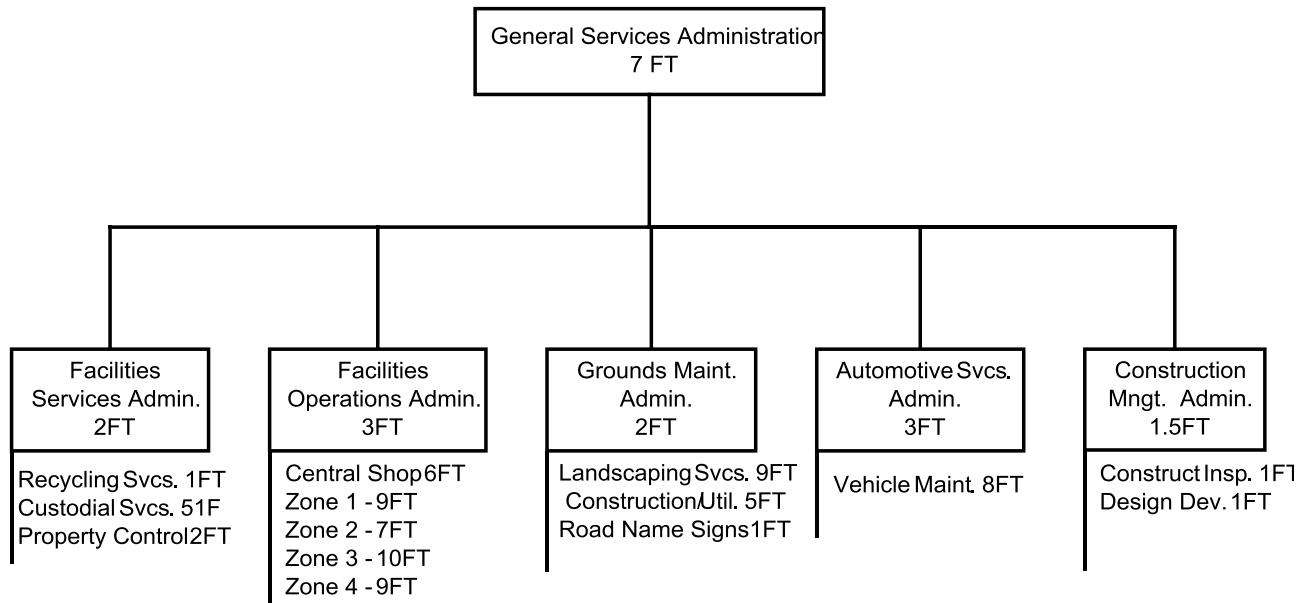 General Services Administration
7 FT
Facilities
Services Admin.
2FT
Recycling Svcs. 1FT
Custodial Svcs. 51F
Property Control 2FT
Facilities
Operations Admin.
3FT
Central Shop 6FT
Zone 1 - 9FT
Zone 2 - 7FT
Zone 3 - 10FT
Zone 4 - 9FT
Grounds Maint.
Admin.
2FT
Landscaping Svcs. 9FT
Construction/Util. 5FT
Road Name Signs 1FT
Automotive Svcs.
Admin.
3FT
Vehicle Maint. 8FT
Construction
Mngt. Admin.
1.5FT
Construct Insp. 1FT
Design Dev. 1FT